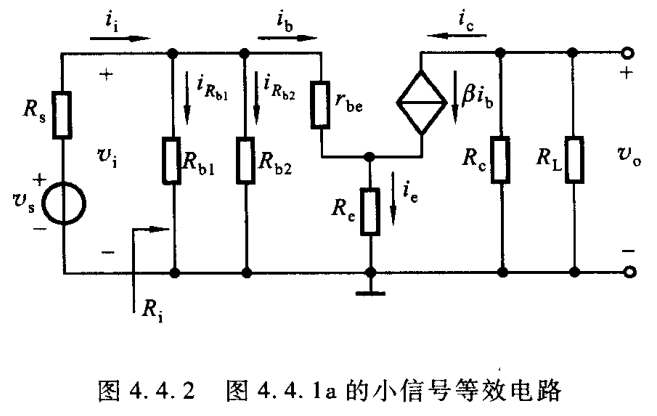 i_i i_b i_c
+ i_{R_{b1}} i_{R_{b2}} +
R_s r_{be} βi_b
v_i R_{b1} R_{b2} R_c R_L v_o
+ v_s − R_e i_e
− −
R_i
图 4.4.2 图 4.4.1a 的小信号等效电路